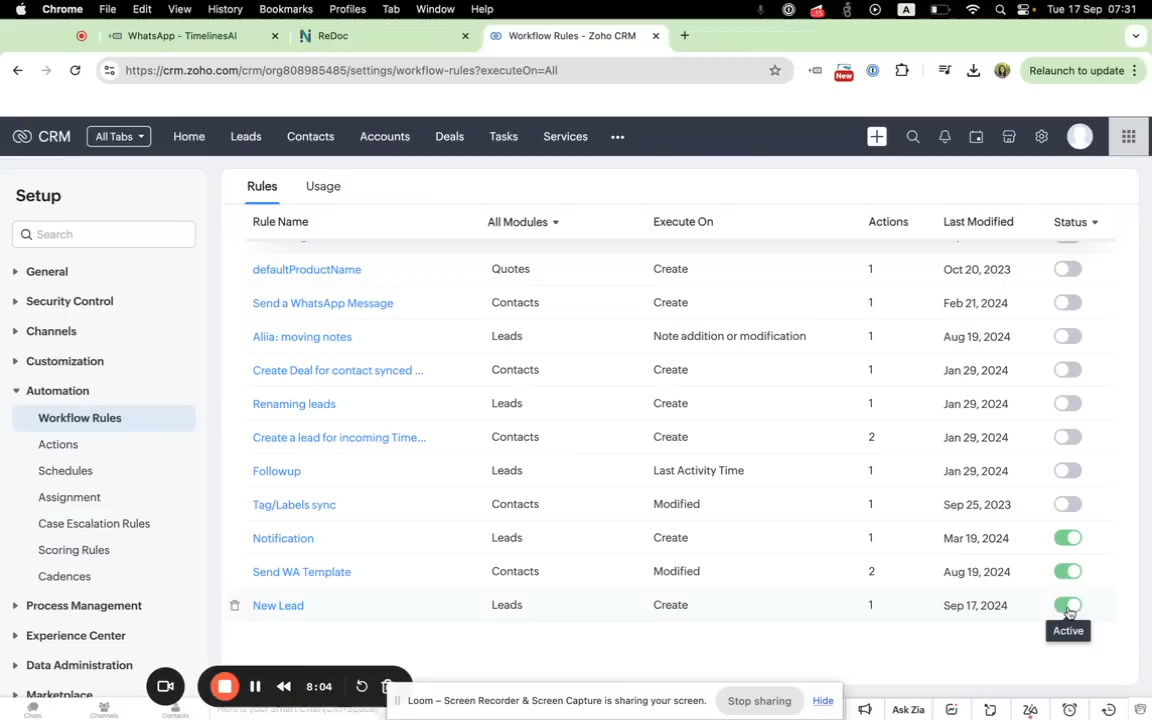 Chrome File Edit View History Bookmarks Profiles Tab Window Help A Tue 17 Sep 07:31
WhatsApp - TimelinesAI ReDoc Workflow Rules - Zoho CRM
https://crm.zoho.com/crm/org808985485/settings/workflow-rules?executeOn=All New Relaunch to update
CRM All Tabs Home Leads Contacts Accounts Deals Tasks Services
Setup
Search
General
Security Control
Channels
Customization
Automation
Workflow Rules
Actions
Schedules
Assignment
Case Escalation Rules
Scoring Rules
Cadences
Process Management
Experience Center
Data Administration
Marketplace
Rules Usage
Rule Name All Modules Execute On Actions Last Modified Status
defaultProductName Quotes Create 1 Oct 20, 2023
Send a WhatsApp Message Contacts Create 1 Feb 21, 2024
Aliia: moving notes Leads Note addition or modification 1 Aug 19, 2024
Create Deal for contact synced ... Contacts Create 1 Jan 29, 2024
Renaming leads Leads Create 1 Jan 29, 2024
Create a lead for incoming Time... Contacts Create 2 Jan 29, 2024
Followup Leads Last Activity Time 1 Jan 29, 2024
Tag/Labels sync Contacts Modified 1 Sep 25, 2023
Notification Leads Create 1 Mar 19, 2024
Send WA Template Contacts Modified 2 Aug 19, 2024
New Lead Leads Create 1 Sep 17, 2024
Active
8:04
Loom – Screen Recorder & Screen Capture is sharing your screen. Stop sharing Hide
Chats Channels Contacts Ask Zia